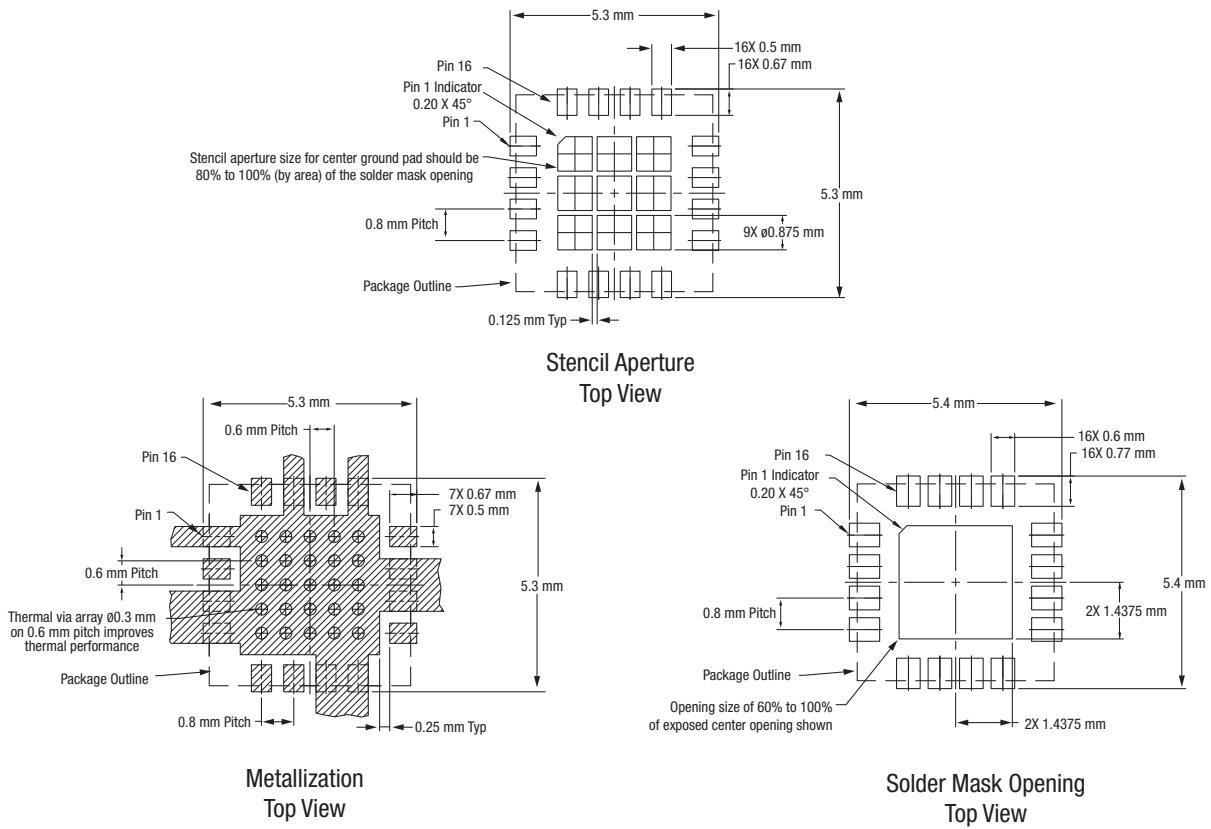 5.3 mm
16X 0.5 mm
16X 0.67 mm
Pin 16
Pin 1 Indicator
0.20 X 45°
Pin 1
Stencil aperture size for center ground pad should be
80% to 100% (by area) of the solder mask opening
5.3 mm
0.8 mm Pitch
9X ø0.875 mm
Package Outline
0.125 mm Typ
Stencil Aperture
Top View
5.3 mm
0.6 mm Pitch
Pin 16
7X 0.67 mm
7X 0.5 mm
Pin 1
0.6 mm Pitch
5.3 mm
Thermal via array ø0.3 mm
on 0.6 mm pitch improves
thermal performance
Package Outline
0.8 mm Pitch
0.25 mm Typ
Metallization
Top View
5.4 mm
16X 0.6 mm
16X 0.77 mm
Pin 16
Pin 1 Indicator
0.20 X 45°
Pin 1
5.4 mm
0.8 mm Pitch
2X 1.4375 mm
Package Outline
Opening size of 60% to 100%
of exposed center opening shown
2X 1.4375 mm
Solder Mask Opening
Top View